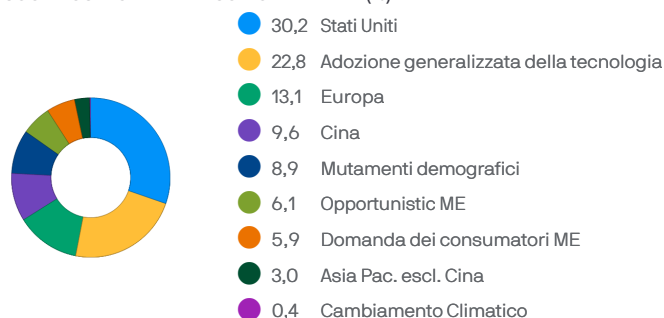 30,2 Stati Uniti
22,8 Adozione generalizzata della tecnologia
13,1 Europa
9,6 Cina
8,9 Mutamenti demografici
6,1 Opportunistic ME
5,9 Domanda dei consumatori ME
3,0 Asia Pac. escl. Cina
0,4 Cambiamento Climatico